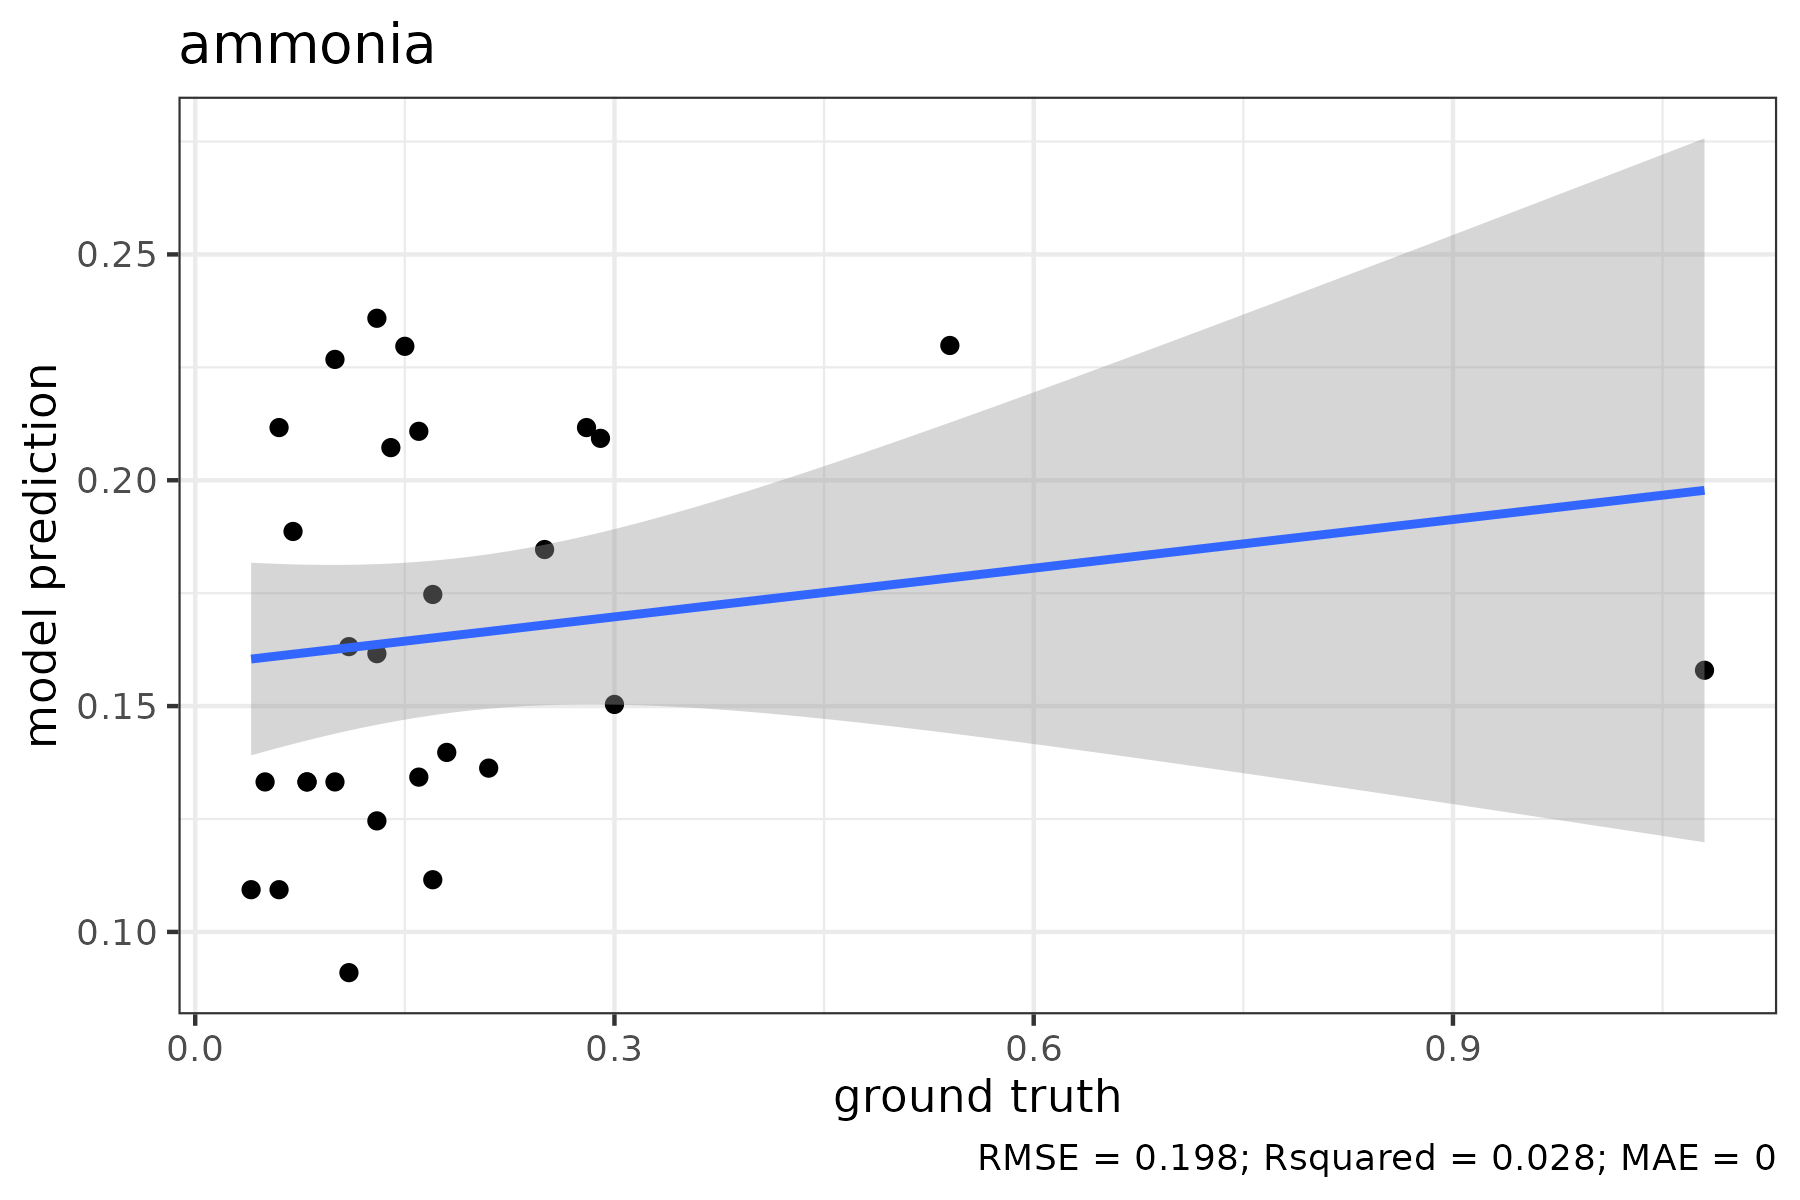 ammonia
model prediction
0.25
0.20
0.15
0.10
0.0 0.3 0.6 0.9
ground truth
RMSE = 0.198; Rsquared = 0.028; MAE = 0